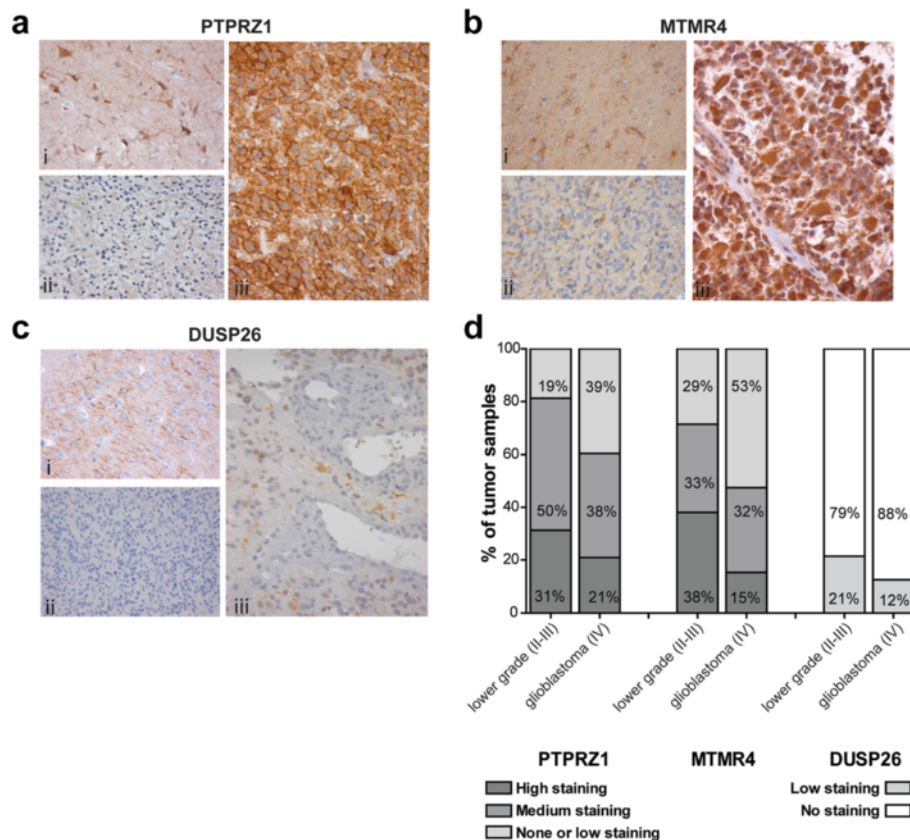 a
PTPRZ1
i
ii
iii
b
MTMR4
i
ii
iii
c
DUSP26
i
ii
iii
d
% of tumor samples
100
80
60
40
20
0
19%
50%
31%
39%
38%
21%
29%
33%
38%
53%
32%
15%
79%
21%
88%
12%
lower grade (II-III)
glioblastoma (IV)
lower grade (II-III)
glioblastoma (IV)
lower grade (II-III)
glioblastoma (IV)
PTPRZ1 MTMR4 DUSP26
High staining
Medium staining
None or low staining
Low staining
No staining